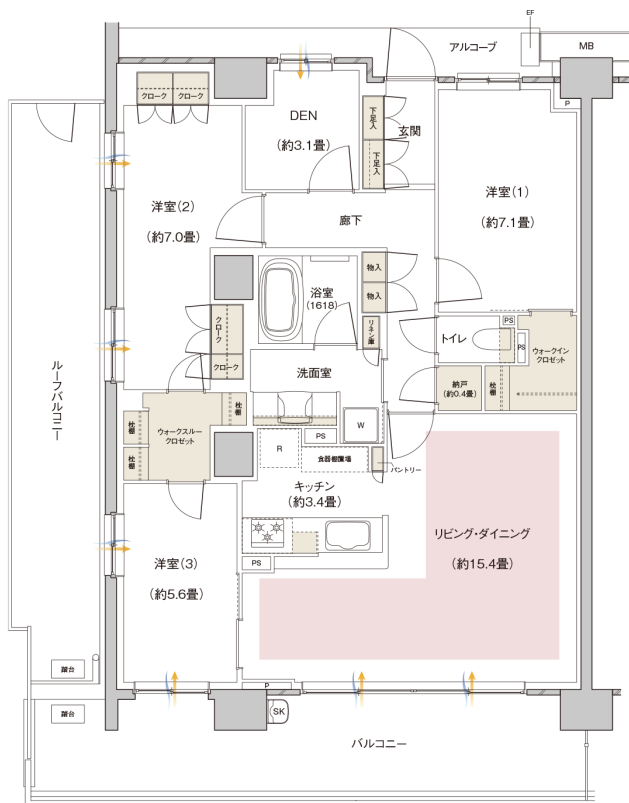 EF
アルコーブ
MB
P
クローク
クローク
DEN
(約3.1畳)
下足入
下足入
玄関
洋室(1)
(約7.1畳)
洋室(2)
(約7.0畳)
廊下
物入
物入
浴室
(1618)
リネン庫
トイレ
PS
PS
ウォークイン
クロゼット
枕棚
納戸
(約0.4畳)
クローク
クローク
洗面室
W
PS
R
食器棚置場
パントリー
キッチン
(約3.4畳)
ウォークスルー
クロゼット
枕棚
枕棚
枕棚
ルーフバルコニー
洋室(3)
(約5.6畳)
PS
リビング・ダイニング
(約15.4畳)
P
踏台
踏台
SK
バルコニー